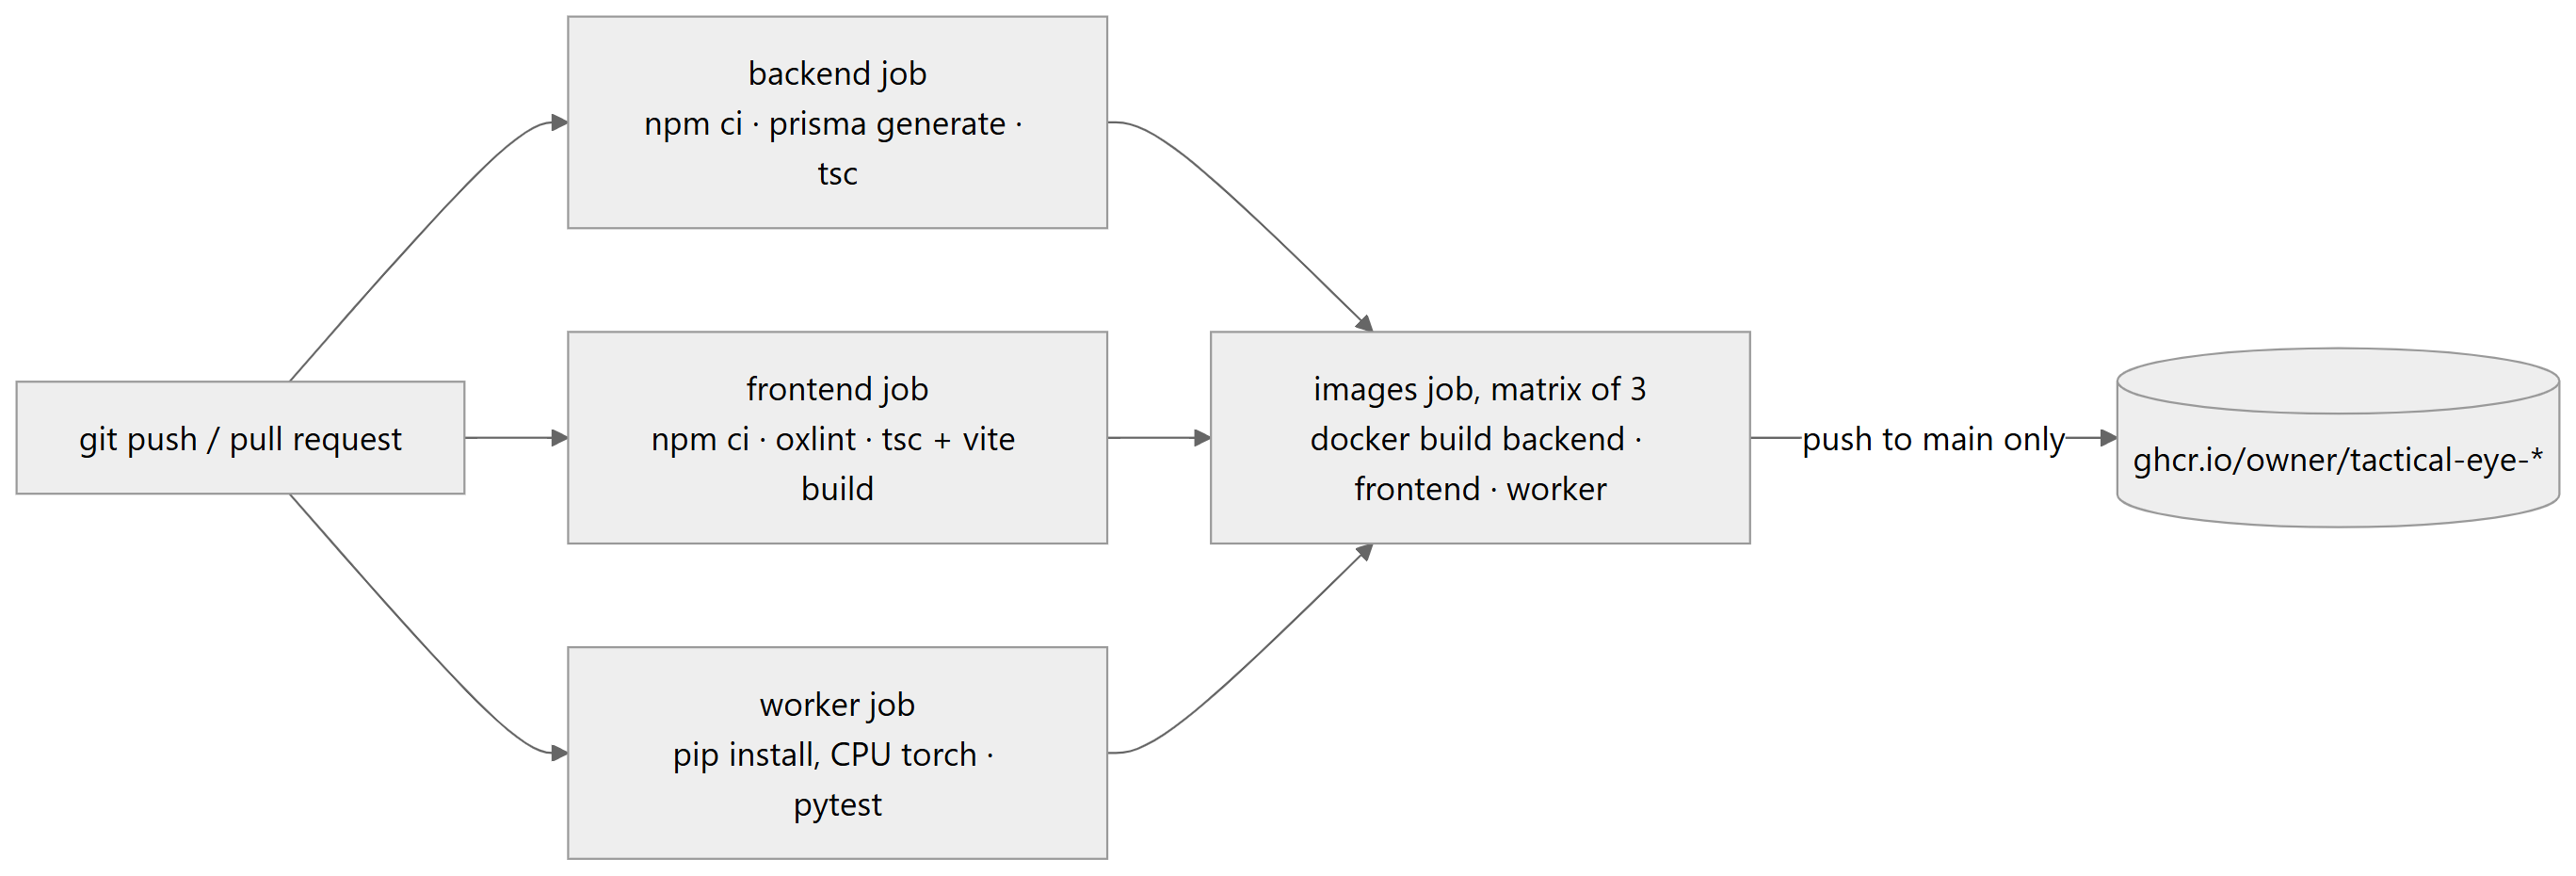 git push / pull request
backend job
npm ci · prisma generate ·
tsc
frontend job
npm ci · oxlint · tsc + vite
build
worker job
pip install, CPU torch ·
pytest
images job, matrix of 3
docker build backend ·
frontend · worker
push to main only
ghcr.io/owner/tactical-eye-*